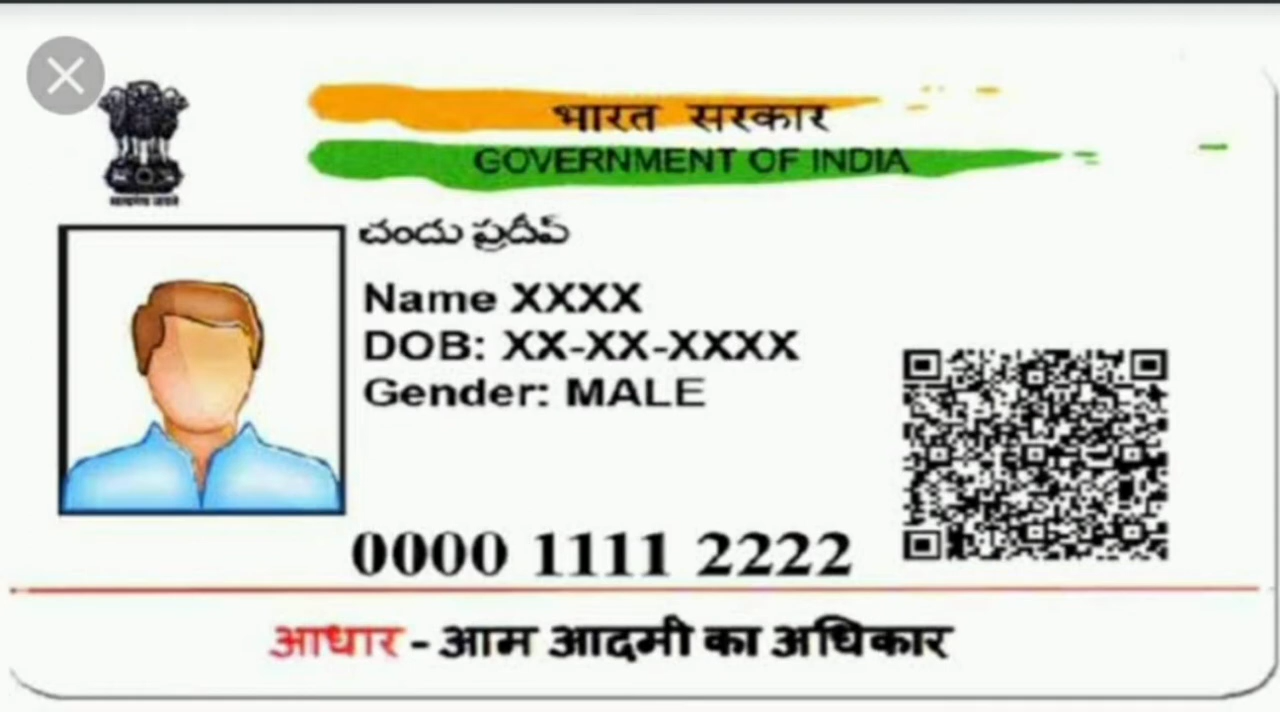 भारत सरकार
GOVERNMENT OF INDIA
చందు ప్రదీప్
Name XXXX
DOB: XX-XX-XXXX
Gender: MALE
0000 1111 2222
आधार - आम आदमी का अधिकार